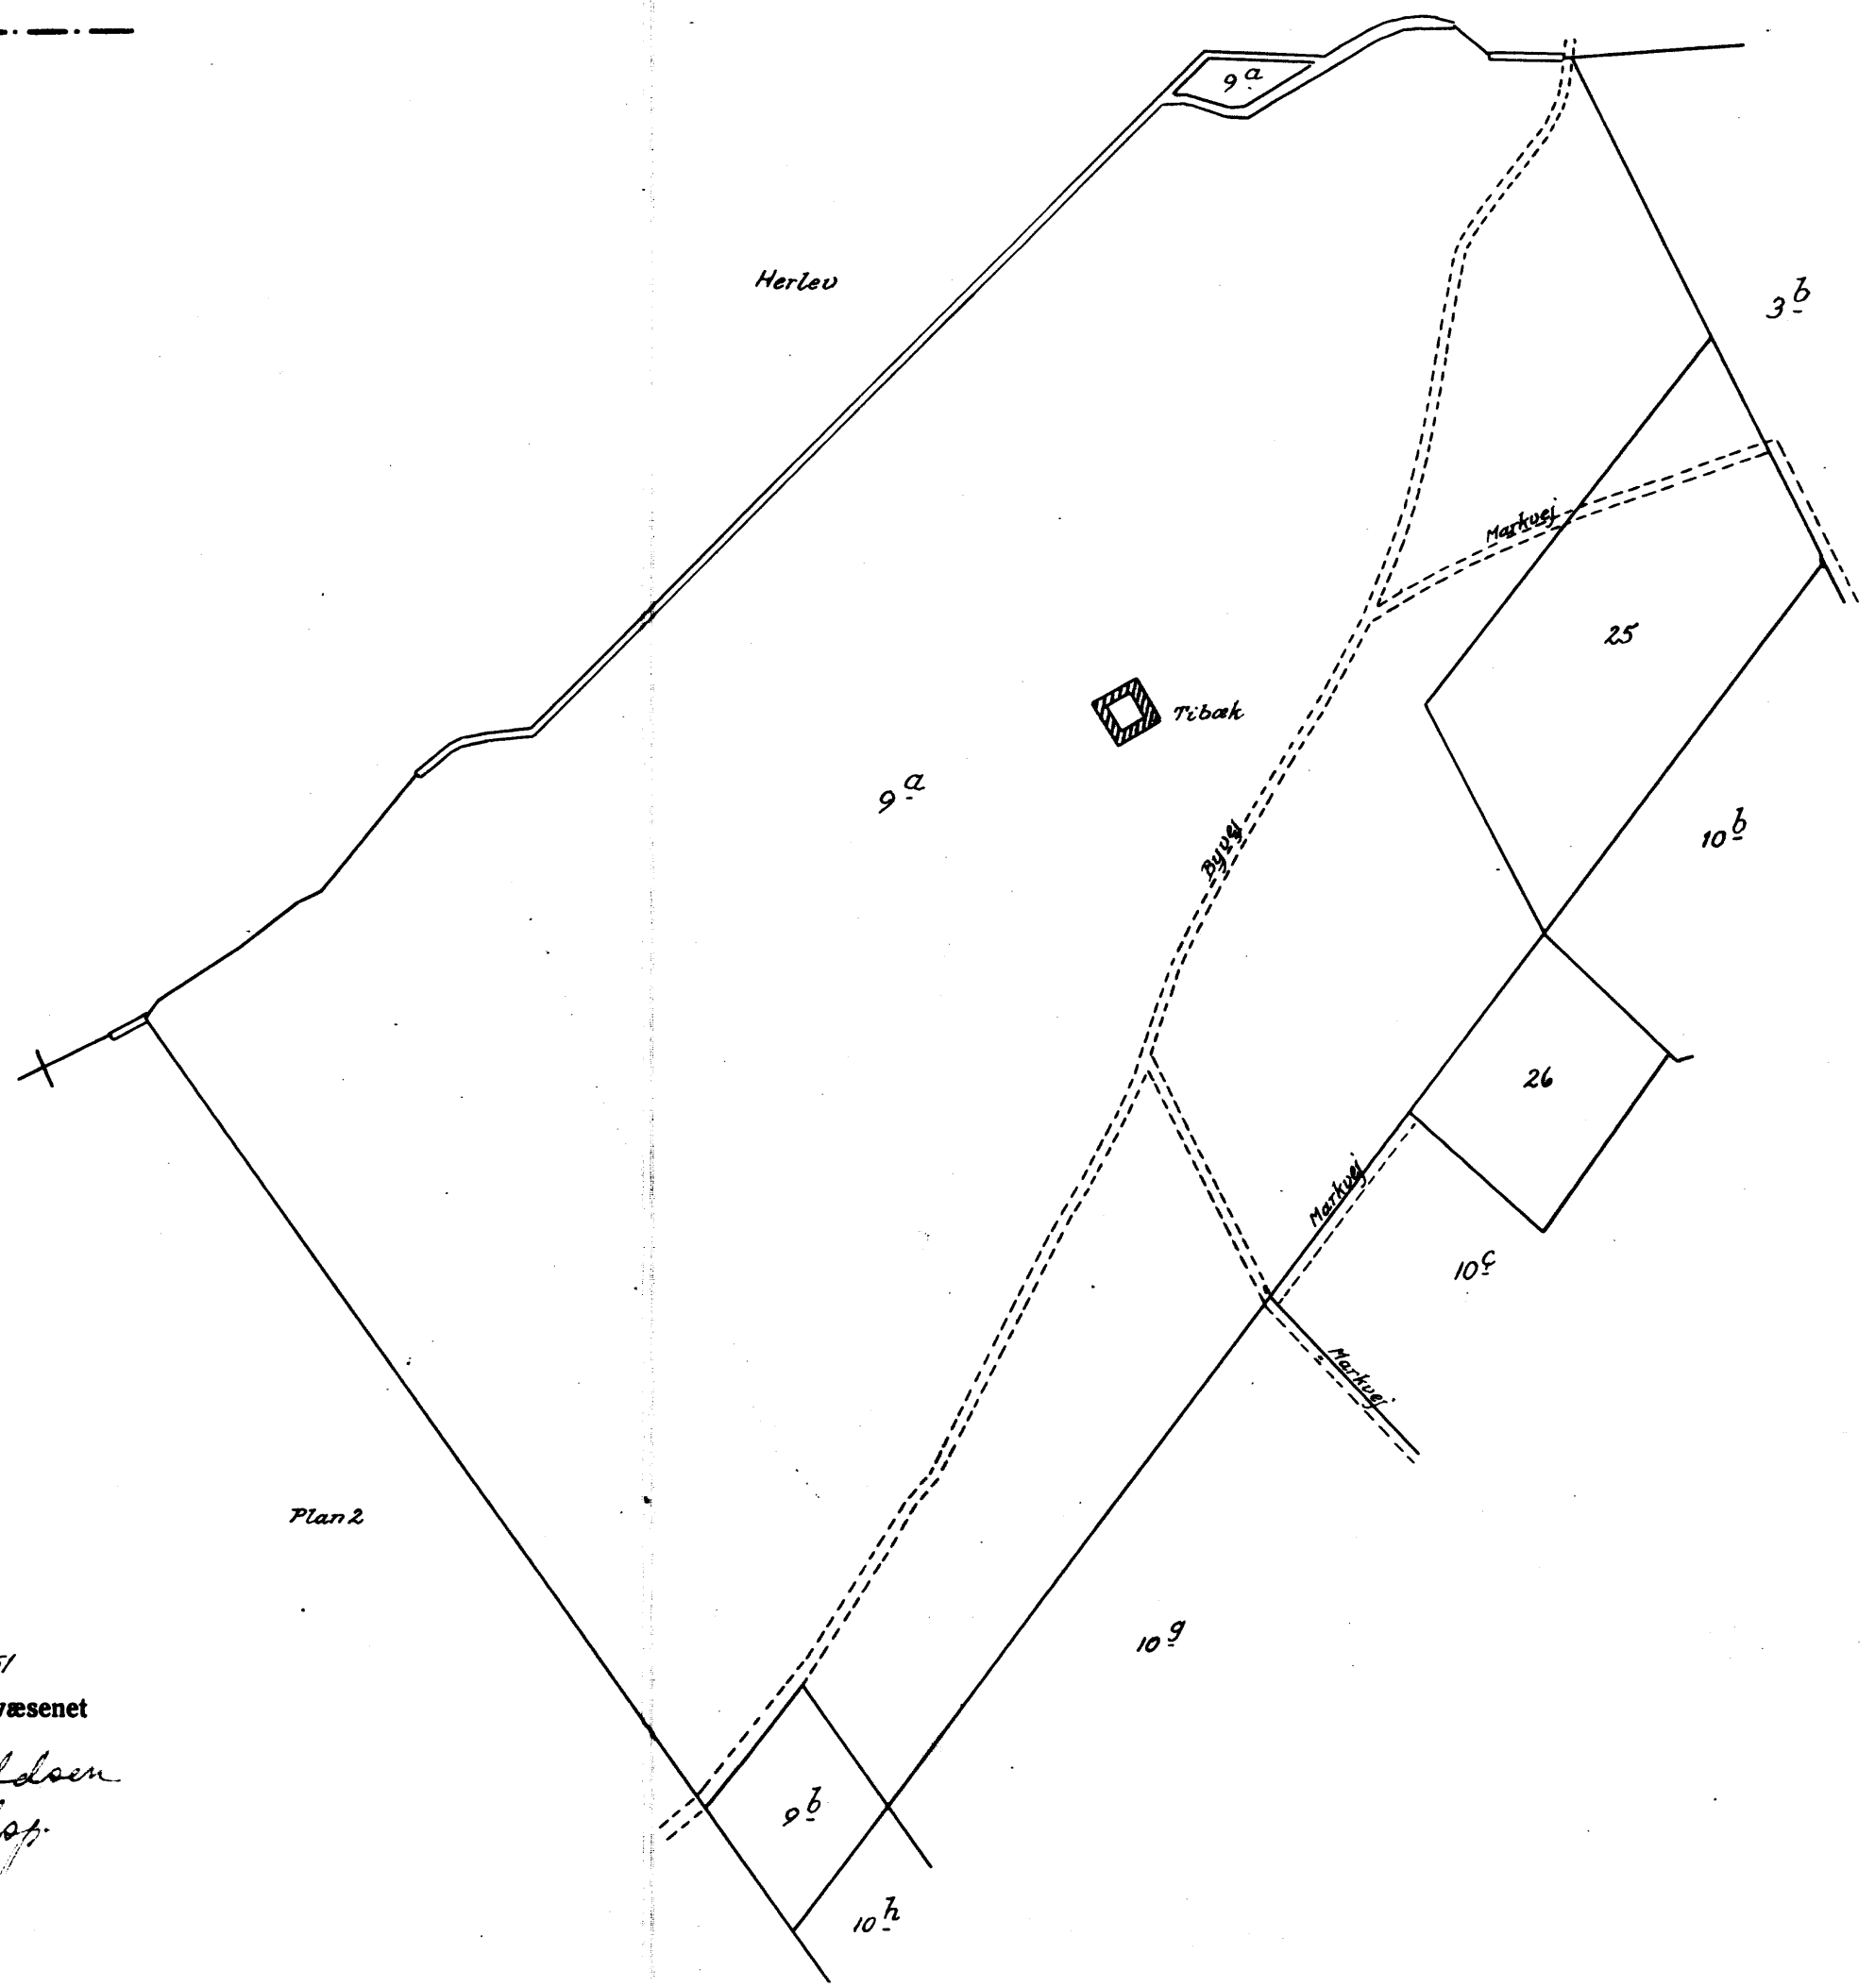 9a
Herlev
3b
Markvej
25
Tibæk
9a
10b
Byvej
26
Markvej
10c
Markvej
Plan 2
10g
væsenet
9b
10h